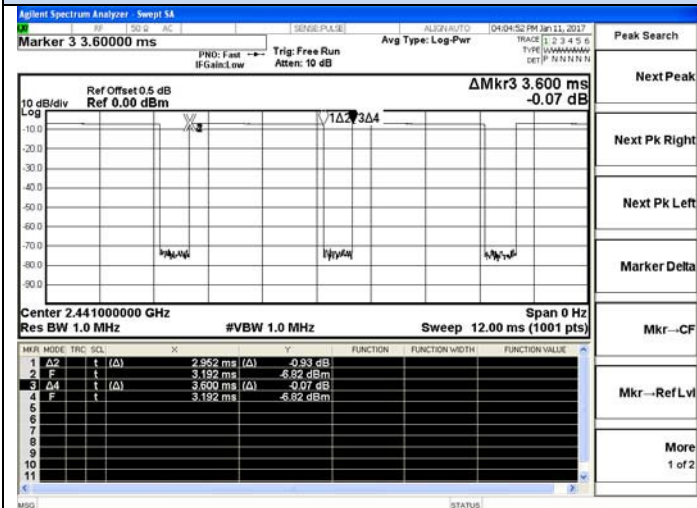 Agilent Spectrum Analyzer - Swept SA
RF 50 Ω AC SENSE:PULSE ALIGN AUTO 04:04:52 PM Jan 11, 2017
Marker 3 3.60000 ms
PNO: Fast
IFGain:Low
Trig: Free Run
Atten: 10 dB
Avg Type: Log-Pwr
TRACE 1 2 3 4 5 6
TYPE WWWWWW
DET P N N N N N
Peak Search
Next Peak
Next Pk Right
Next Pk Left
Marker Delta
Mkr→CF
Mkr→Ref Lvl
More
1 of 2
Ref Offset 0.5 dB
10 dB/div Ref 0.00 dBm
ΔMkr3 3.600 ms
-0.07 dB
Log
1Δ2 3Δ4
-10.0
-20.0
-30.0
-40.0
-50.0
-60.0
-70.0
-80.0
-90.0
Center 2.441000000 GHz Span 0 Hz
Res BW 1.0 MHz #VBW 1.0 MHz Sweep 12.00 ms (1001 pts)
MKR MODE TRC SCL X Y FUNCTION FUNCTION WIDTH FUNCTION VALUE
1 Δ2 t (Δ) 2.952 ms (Δ) -0.93 dB
2 F t 3.192 ms -6.82 dBm
3 Δ4 t (Δ) 3.600 ms (Δ) -0.07 dB
4 F t 3.192 ms -6.82 dBm
5
6
7
8
9
10
11
MSG STATUS